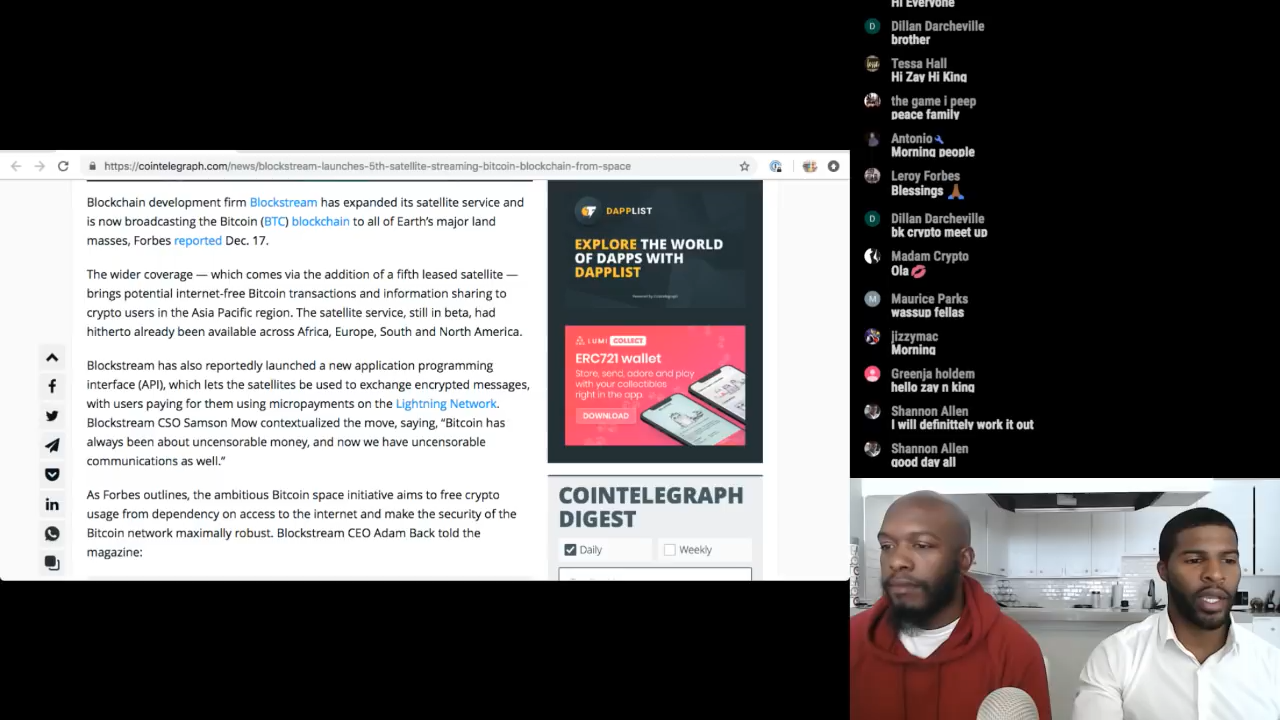 https://cointelegraph.com/news/blockstream-launches-5th-satellite-streaming-bitcoin-blockchain-from-space
Blockchain development firm Blockstream has expanded its satellite service and
is now broadcasting the Bitcoin (BTC) blockchain to all of Earth's major land
masses, Forbes reported Dec. 17.
The wider coverage — which comes via the addition of a fifth leased satellite —
brings potential internet-free Bitcoin transactions and information sharing to
crypto users in the Asia Pacific region. The satellite service, still in beta, had
hitherto already been available across Africa, Europe, South and North America.
Blockstream has also reportedly launched a new application programming
interface (API), which lets the satellites be used to exchange encrypted messages,
with users paying for them using micropayments on the Lightning Network.
Blockstream CSO Samson Mow contextualized the move, saying, “Bitcoin has
always been about uncensorable money, and now we have uncensorable
communications as well.”
As Forbes outlines, the ambitious Bitcoin space initiative aims to free crypto
usage from dependency on access to the internet and make the security of the
Bitcoin network maximally robust. Blockstream CEO Adam Back told the
magazine:
DAPPLIST
EXPLORE THE WORLD
OF DAPPS WITH
DAPPLIST
Powered by Cointelegraph
LUMI COLLECT
ERC721 wallet
Store, send, adore and play
with your collectibles
right in the app.
DOWNLOAD
COINTELEGRAPH
DIGEST
Daily
Weekly
Hi Everyone
Dillan Darcheville
brother
Tessa Hall
Hi Zay Hi King
the game i peep
peace family
Antonio
Morning people
Leroy Forbes
Blessings
Dillan Darcheville
bk crypto meet up
Madam Crypto
Ola
Maurice Parks
wassup fellas
jizzymac
Morning
Greenja holdem
hello zay n king
Shannon Allen
I will definittely work it out
Shannon Allen
good day all